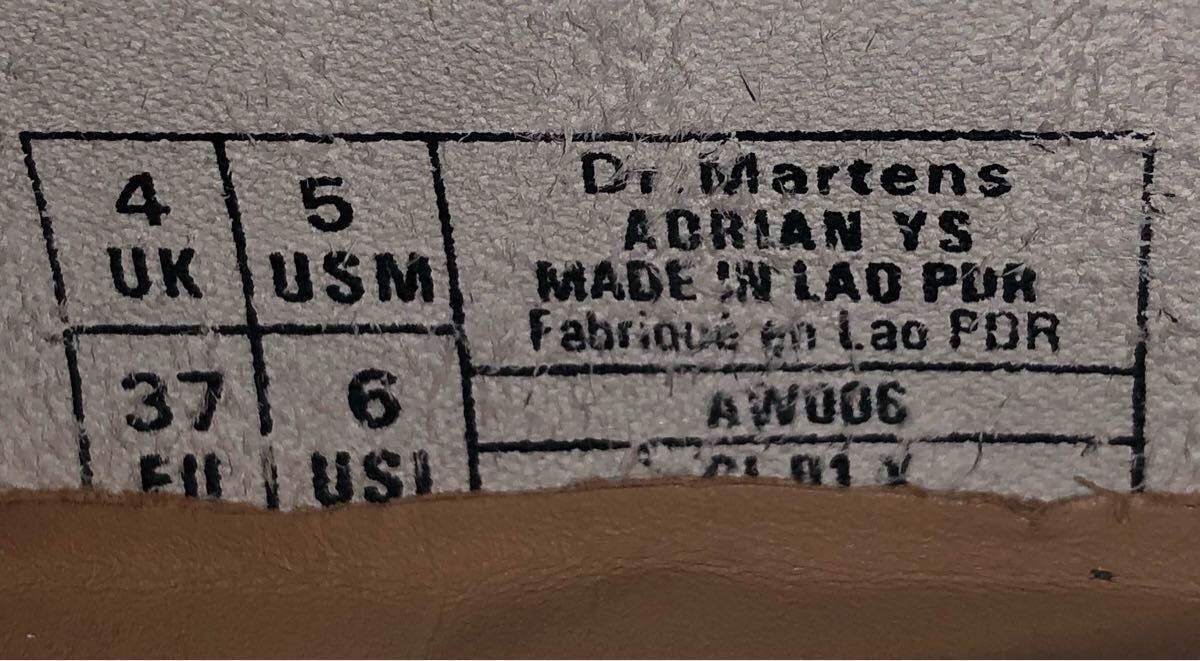 4 UK
5 USM
37 EU
6 USL
Dr. Martens
ADRIAN YS
MADE IN LAO PDR
Fabriqué en Lao PDR
AW006